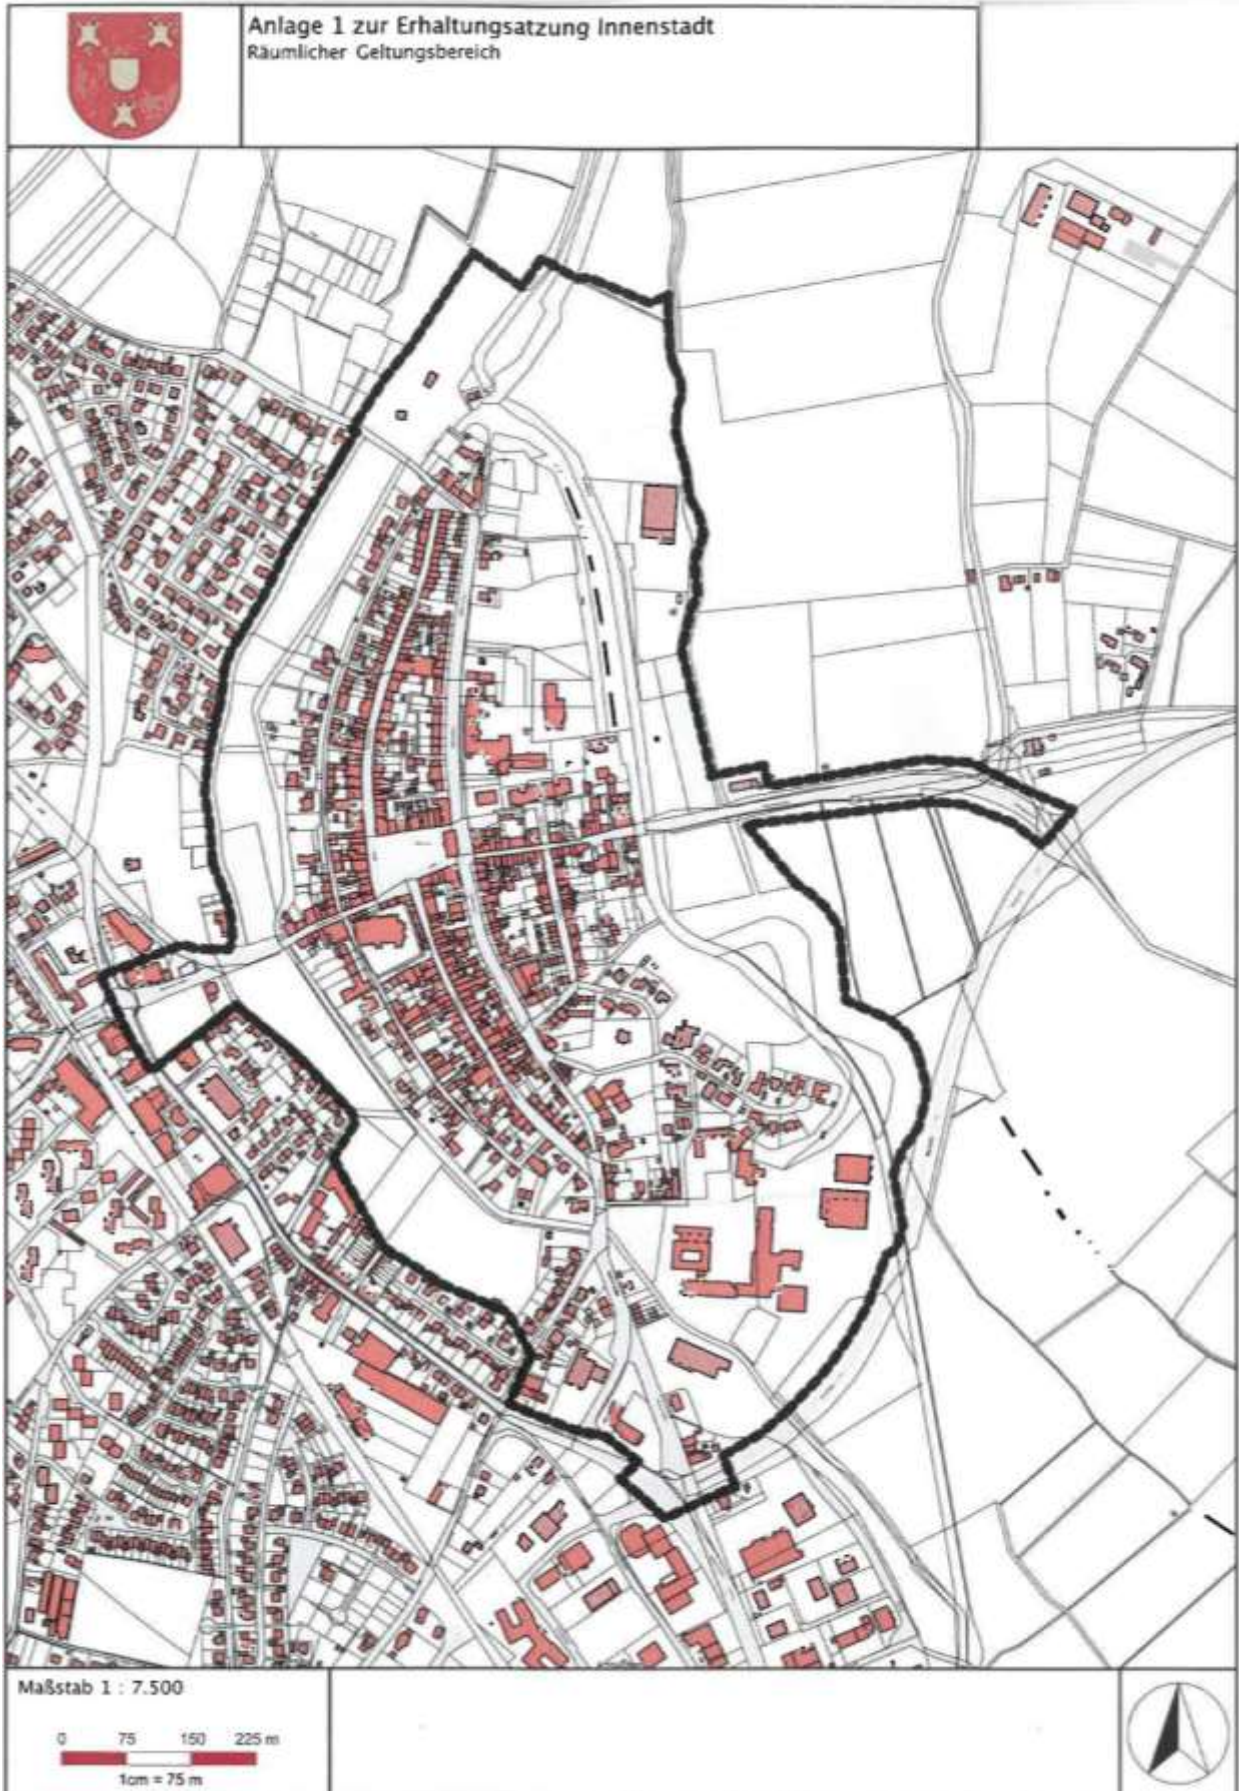 Anlage 1 zur Erhaltungsatzung Innenstadt
Räumlicher Geltungsbereich
Maßstab 1 : 7.500
0 75 150 225 m
1cm = 75 m